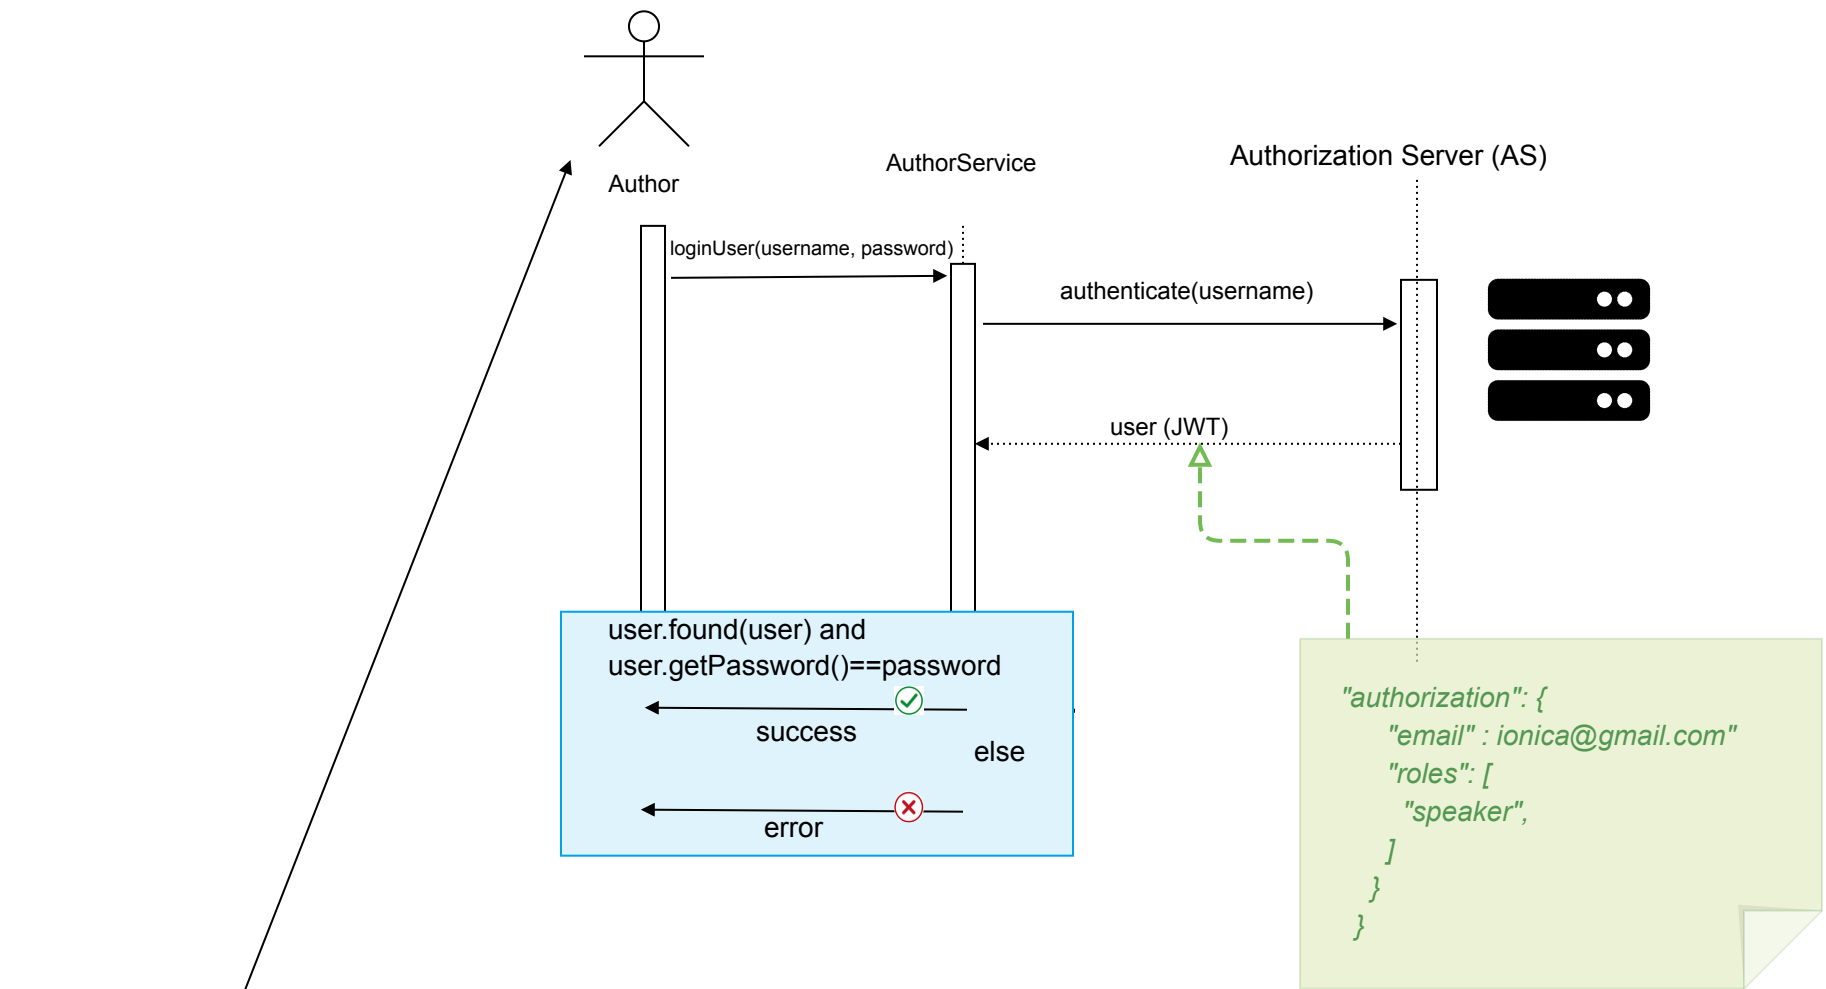 Authorization Server (AS)
AuthorService
Author
loginUser(username, password)
authenticate(username)
user (JWT)
user.found(user) and
user.getPassword()==password
success
else
error
"authorization": {
"email" : ionica@gmail.com"
"roles": [
"speaker",
]
}
}